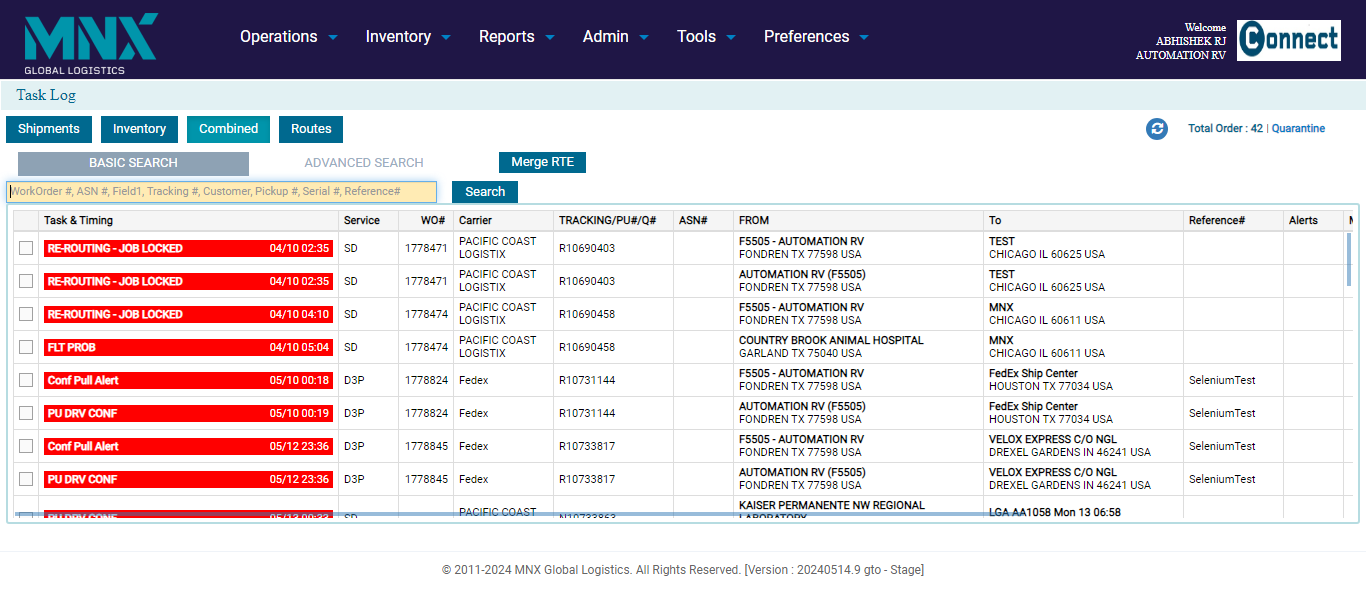 MNX
GLOBAL LOGISTICS
Operations Inventory Reports Admin Tools Preferences
Welcome
ABHISHEK RJ
AUTOMATION RV
Connect
Task Log
Shipments Inventory Combined Routes
Total Order : 42 | Quarantine
BASIC SEARCH ADVANCED SEARCH Merge RTE
WorkOrder #, ASN #, Field1, Tracking #, Customer, Pickup #, Serial #, Reference# Search
Task & Timing Service WO# Carrier TRACKING/PU#/Q# ASN# FROM To Reference# Alerts
RE-ROUTING - JOB LOCKED 04/10 02:35 SD 1778471 PACIFIC COAST LOGISTIX R10690403 F5505 - AUTOMATION RV FONDREN TX 77598 USA TEST CHICAGO IL 60625 USA
RE-ROUTING - JOB LOCKED 04/10 02:35 SD 1778471 PACIFIC COAST LOGISTIX R10690403 AUTOMATION RV (F5505) FONDREN TX 77598 USA TEST CHICAGO IL 60625 USA
RE-ROUTING - JOB LOCKED 04/10 04:10 SD 1778474 PACIFIC COAST LOGISTIX R10690458 F5505 - AUTOMATION RV FONDREN TX 77598 USA MNX CHICAGO IL 60611 USA
FLT PROB 04/10 05:04 SD 1778474 PACIFIC COAST LOGISTIX R10690458 COUNTRY BROOK ANIMAL HOSPITAL GARLAND TX 75040 USA MNX CHICAGO IL 60611 USA
Conf Pull Alert 05/10 00:18 D3P 1778824 Fedex R10731144 F5505 - AUTOMATION RV FONDREN TX 77598 USA FedEx Ship Center HOUSTON TX 77034 USA SeleniumTest
PU DRV CONF 05/10 00:19 D3P 1778824 Fedex R10731144 AUTOMATION RV (F5505) FONDREN TX 77598 USA FedEx Ship Center HOUSTON TX 77034 USA SeleniumTest
Conf Pull Alert 05/12 23:36 D3P 1778845 Fedex R10733817 F5505 - AUTOMATION RV FONDREN TX 77598 USA VELOX EXPRESS C/O NGL DREXEL GARDENS IN 46241 USA SeleniumTest
PU DRV CONF 05/12 23:36 D3P 1778845 Fedex R10733817 AUTOMATION RV (F5505) FONDREN TX 77598 USA VELOX EXPRESS C/O NGL DREXEL GARDENS IN 46241 USA SeleniumTest
PU DRV CONF SD PACIFIC COAST KAISER PERMANENTE NW REGIONAL LABORATORY LGA AA1058 Mon 13 06:58
© 2011-2024 MNX Global Logistics. All Rights Reserved. [Version : 20240514.9 gto - Stage]